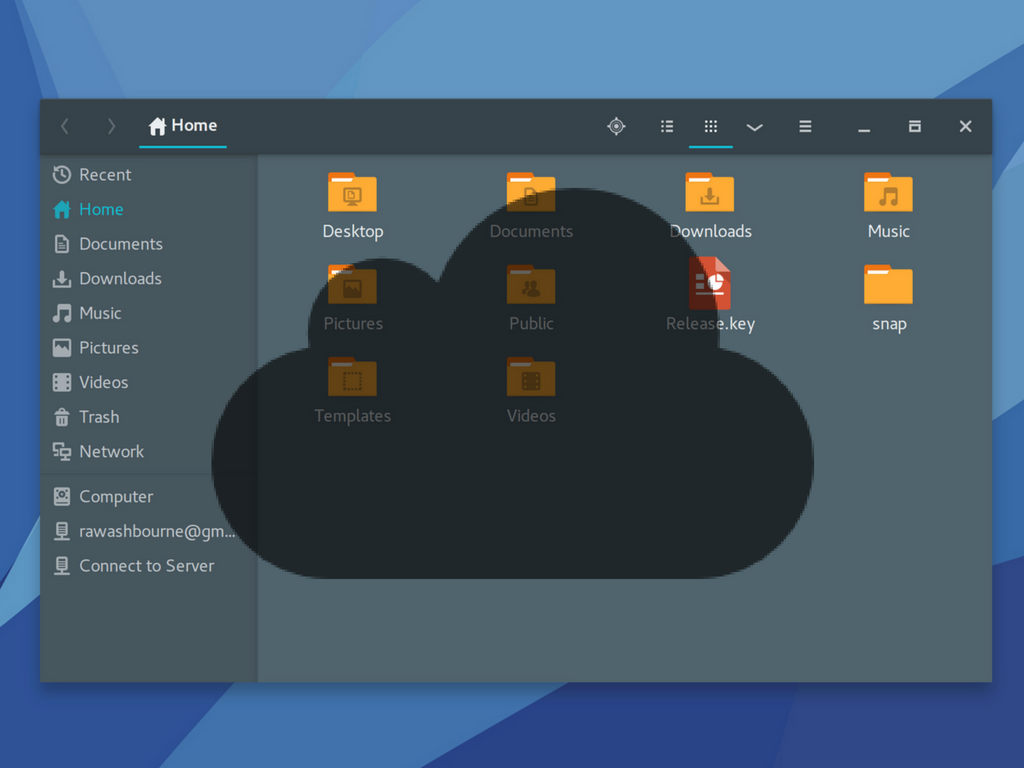 Home
Recent
Home
Documents
Downloads
Music
Pictures
Videos
Trash
Network
Computer
rawashbourne@gm...
Connect to Server
Desktop
Documents
Downloads
Music
Pictures
Public
Release.key
snap
Templates
Videos